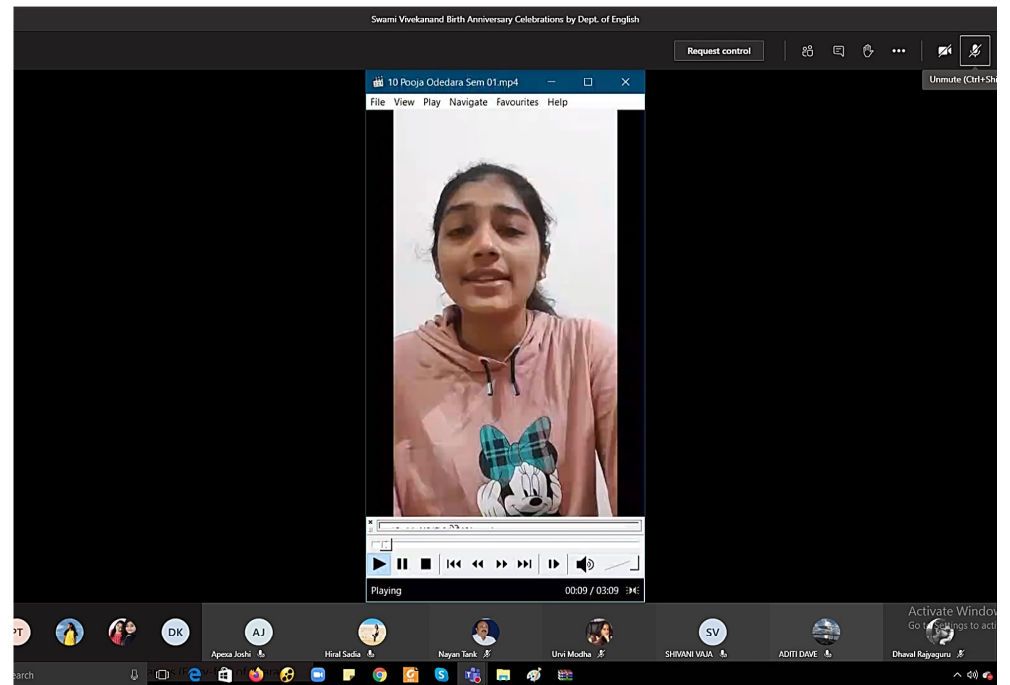 Swami Vivekanand Birth Anniversary Celebrations by Dept. of English
Request control
Unmute (Ctrl+Shi
10 Pooja Odedara Sem 01.mp4
File View Play Navigate Favourites Help
Playing 00:09 / 03:09
PT DK AJ SV
Activate Window
Go to Settings to acti
Apexa Joshi Hiral Sadia Nayan Tank Urvi Modha SHIVANI VAJA ADITI DAVE Dhaval Rajyaguru
earch